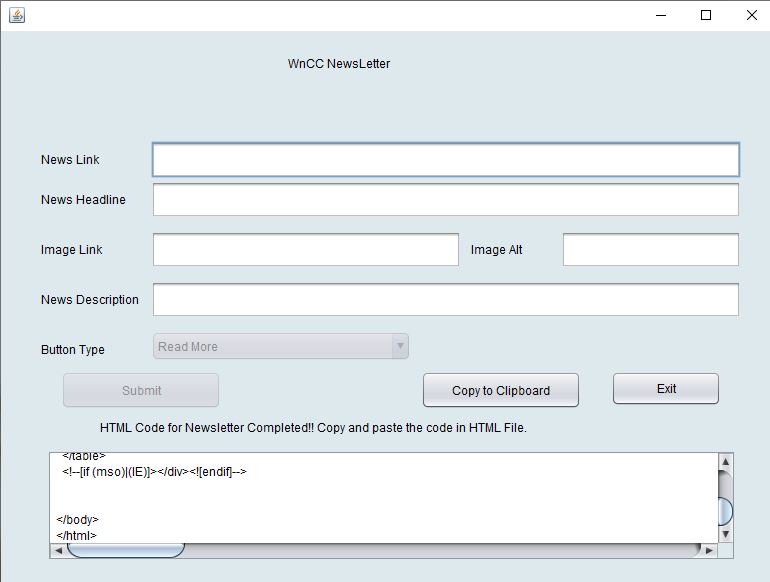 WnCC NewsLetter
News Link
News Headline
Image Link Image Alt
News Description
Button Type Read More
Submit Copy to Clipboard Exit
HTML Code for Newsletter Completed!! Copy and paste the code in HTML File.
</table>
<!--[if (mso)|(IE)]></div><![endif]-->
</body>
</html>